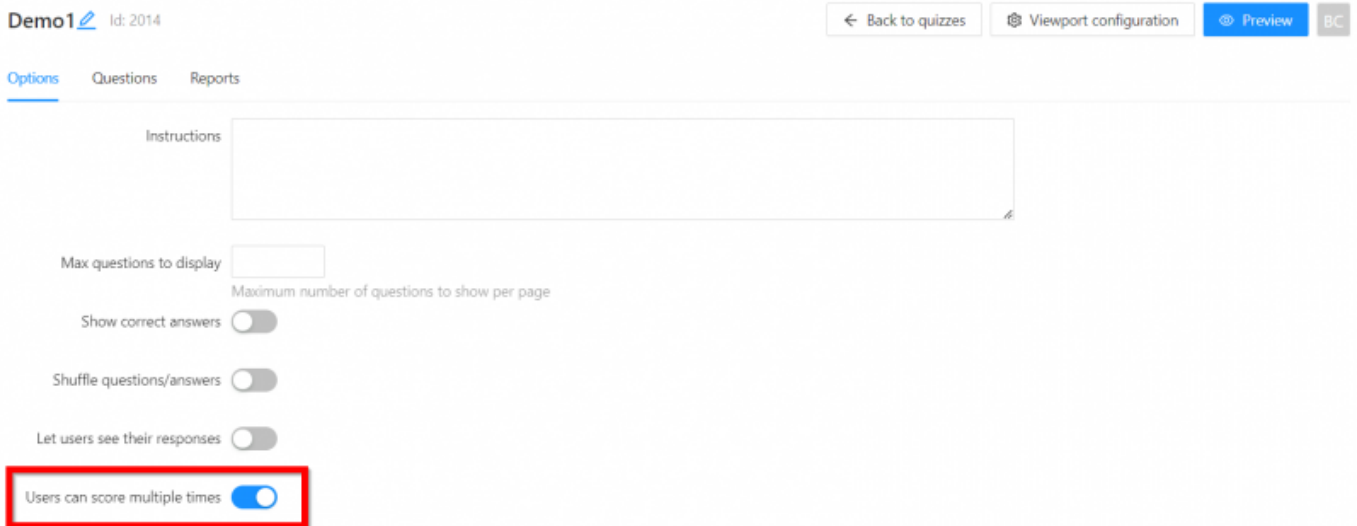 Demo1 Id: 2014 Back to quizzes Viewport configuration Preview BC
Options Questions Reports
Instructions
Max questions to display
Maximum number of questions to show per page
Show correct answers
Shuffle questions/answers
Let users see their responses
Users can score multiple times